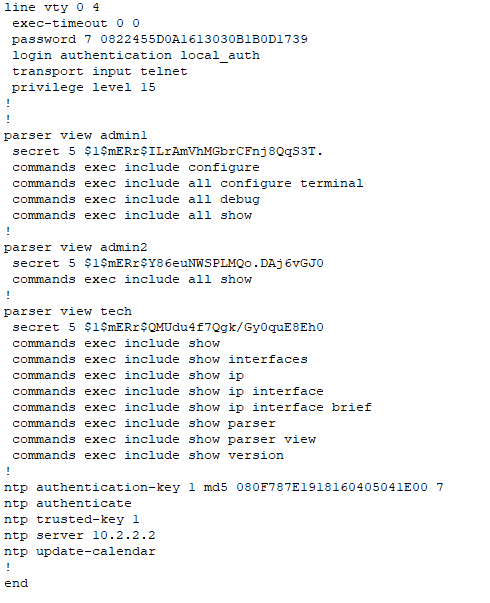 line vty 0 4
exec-timeout 0 0
password 7 0822455D0A1613030B1B0D1739
login authentication local_auth
transport input telnet
privilege level 15
!
!
parser view admin1
secret 5 $1$mERr$ILrAmVhMGbrCFnj8QqS3T.
commands exec include configure
commands exec include all configure terminal
commands exec include all debug
commands exec include all show
!
parser view admin2
secret 5 $1$mERr$Y86euNWSPLMQo.DAj6vGJ0
commands exec include all show
!
parser view tech
secret 5 $1$mERr$QMUdu4f7Qgk/Gy0quE8Eh0
commands exec include show
commands exec include show interfaces
commands exec include show ip
commands exec include show ip interface
commands exec include show ip interface brief
commands exec include show parser
commands exec include show parser view
commands exec include show version
!
ntp authentication-key 1 md5 080F787E1918160405041E00 7
ntp authenticate
ntp trusted-key 1
ntp server 10.2.2.2
ntp update-calendar
!
end